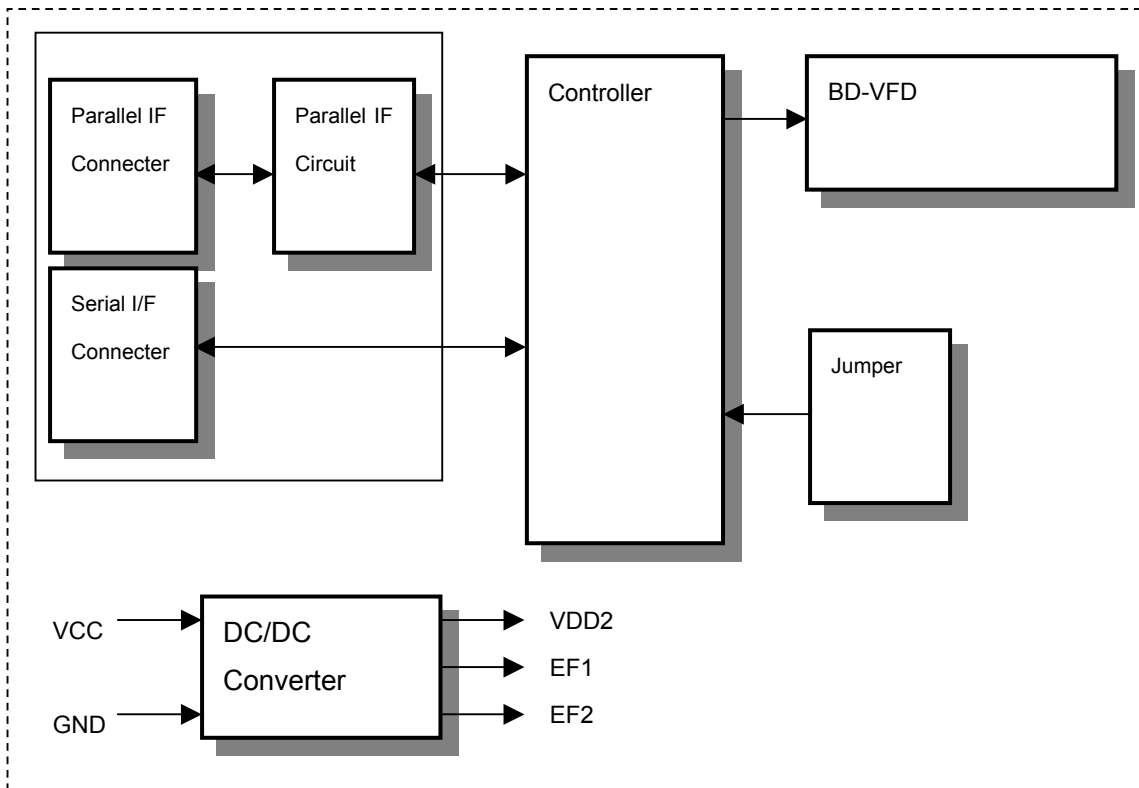 Parallel IF
Connecter
Parallel IF
Circuit
Controller
BD-VFD
Serial I/F
Connecter
Jumper
VCC
GND
DC/DC
Converter
VDD2
EF1
EF2